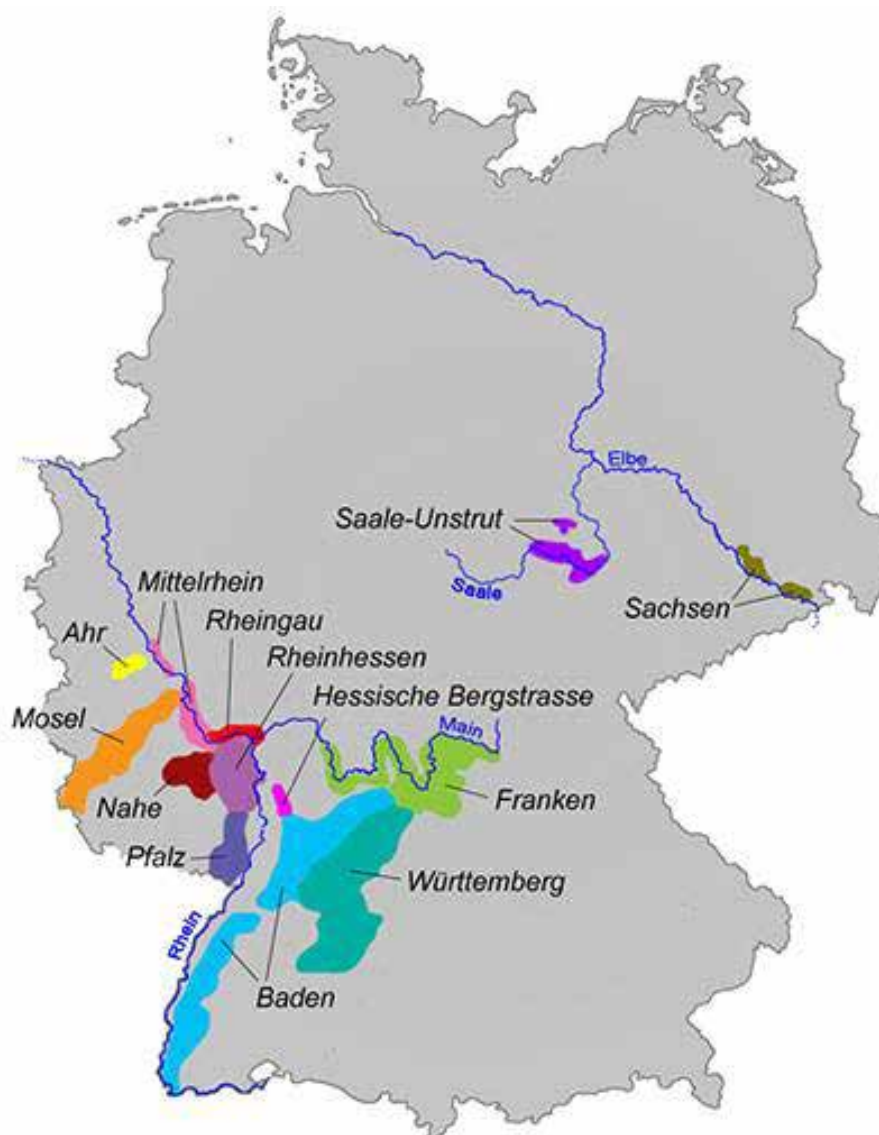 Elbe
Saale-Unstrut
Saale
Sachsen
Mittelrhein
Rheingau
Ahr
Rheinhessen
Hessische Bergstrasse
Mosel
Main
Nahe
Franken
Pfalz
Württemberg
Rhein
Baden